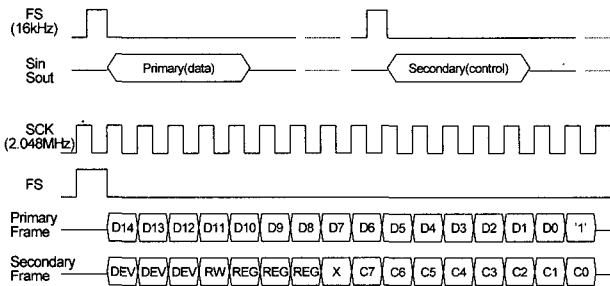 FS
(16kHz)
Sin
Sout
Primary(data)
Secondary(control)
SCK
(2.048MHz)
FS
Primary
Frame
D14 D13 D12 D11 D10 D9 D8 D7 D6 D5 D4 D3 D2 D1 D0 '1'
Secondary
Frame
DEV DEV DEV RW REG REG REG X C7 C6 C5 C4 C3 C2 C1 C0